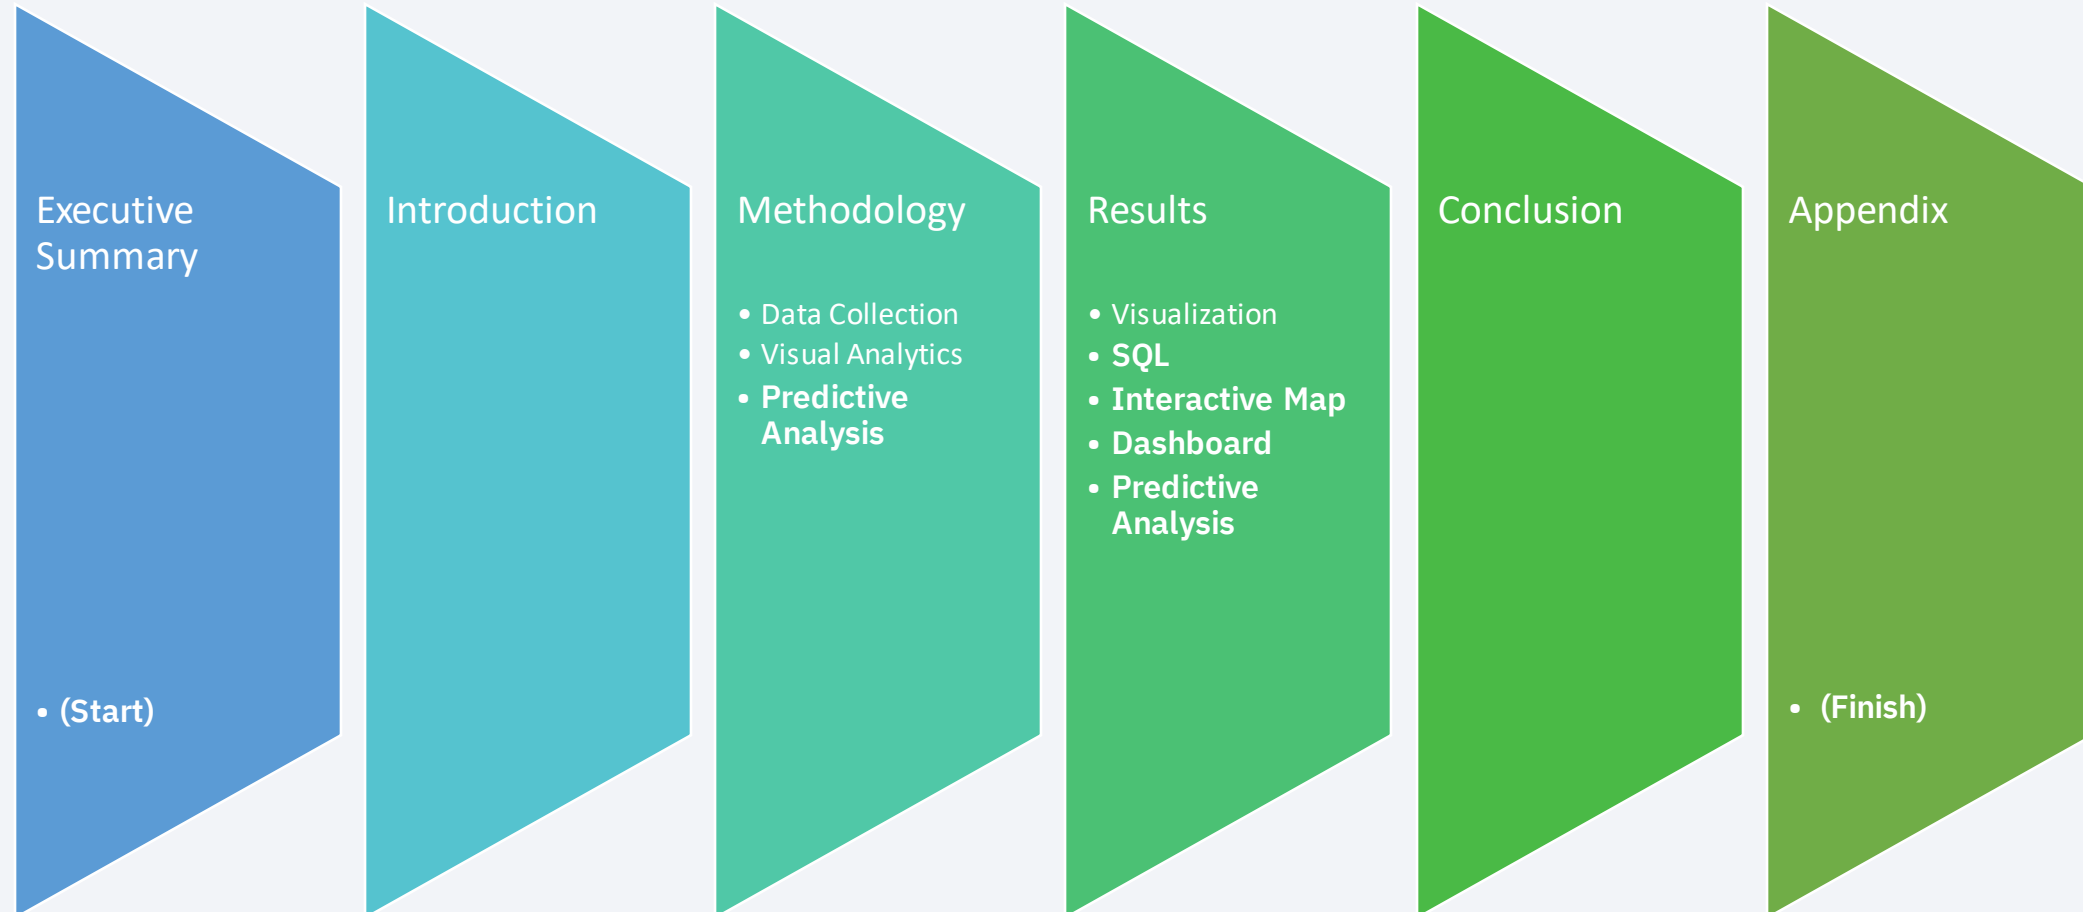 Executive
Summary
• (Start)
Introduction
Methodology
• Data Collection
• Visual Analytics
• Predictive
Analysis
Results
• Visualization
• SQL
• Interactive Map
• Dashboard
• Predictive
Analysis
Conclusion
Appendix
• (Finish)